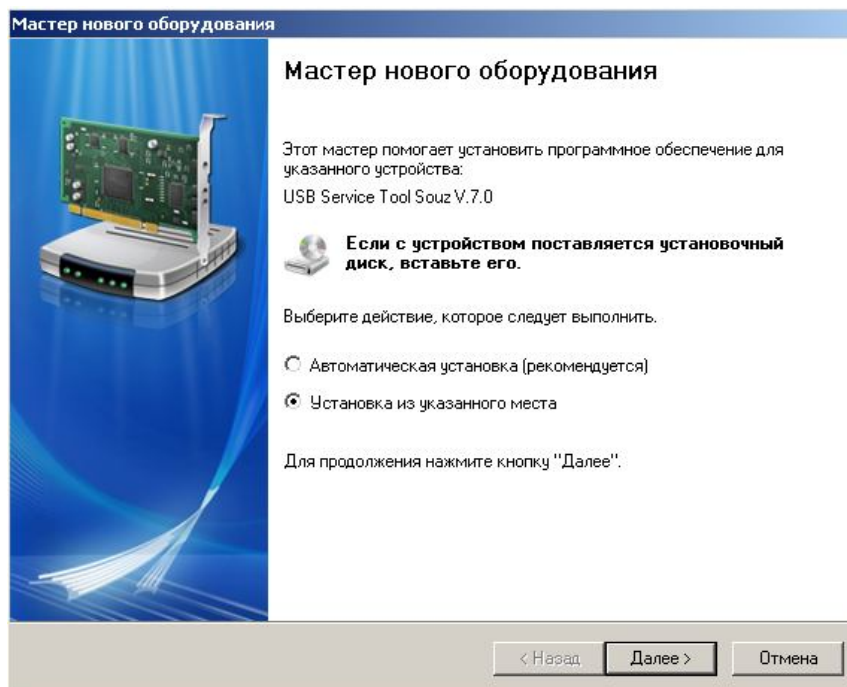 Мастер нового оборудования
Мастер нового оборудования
Этот мастер помогает установить программное обеспечение для
указанного устройства:
USB Service Tool Souz V.7.0
Если с устройством поставляется установочный
диск, вставьте его.
Выберите действие, которое следует выполнить.
Автоматическая установка (рекомендуется)
Установка из указанного места
Для продолжения нажмите кнопку "Далее".
< Назад
Далее >
Отмена